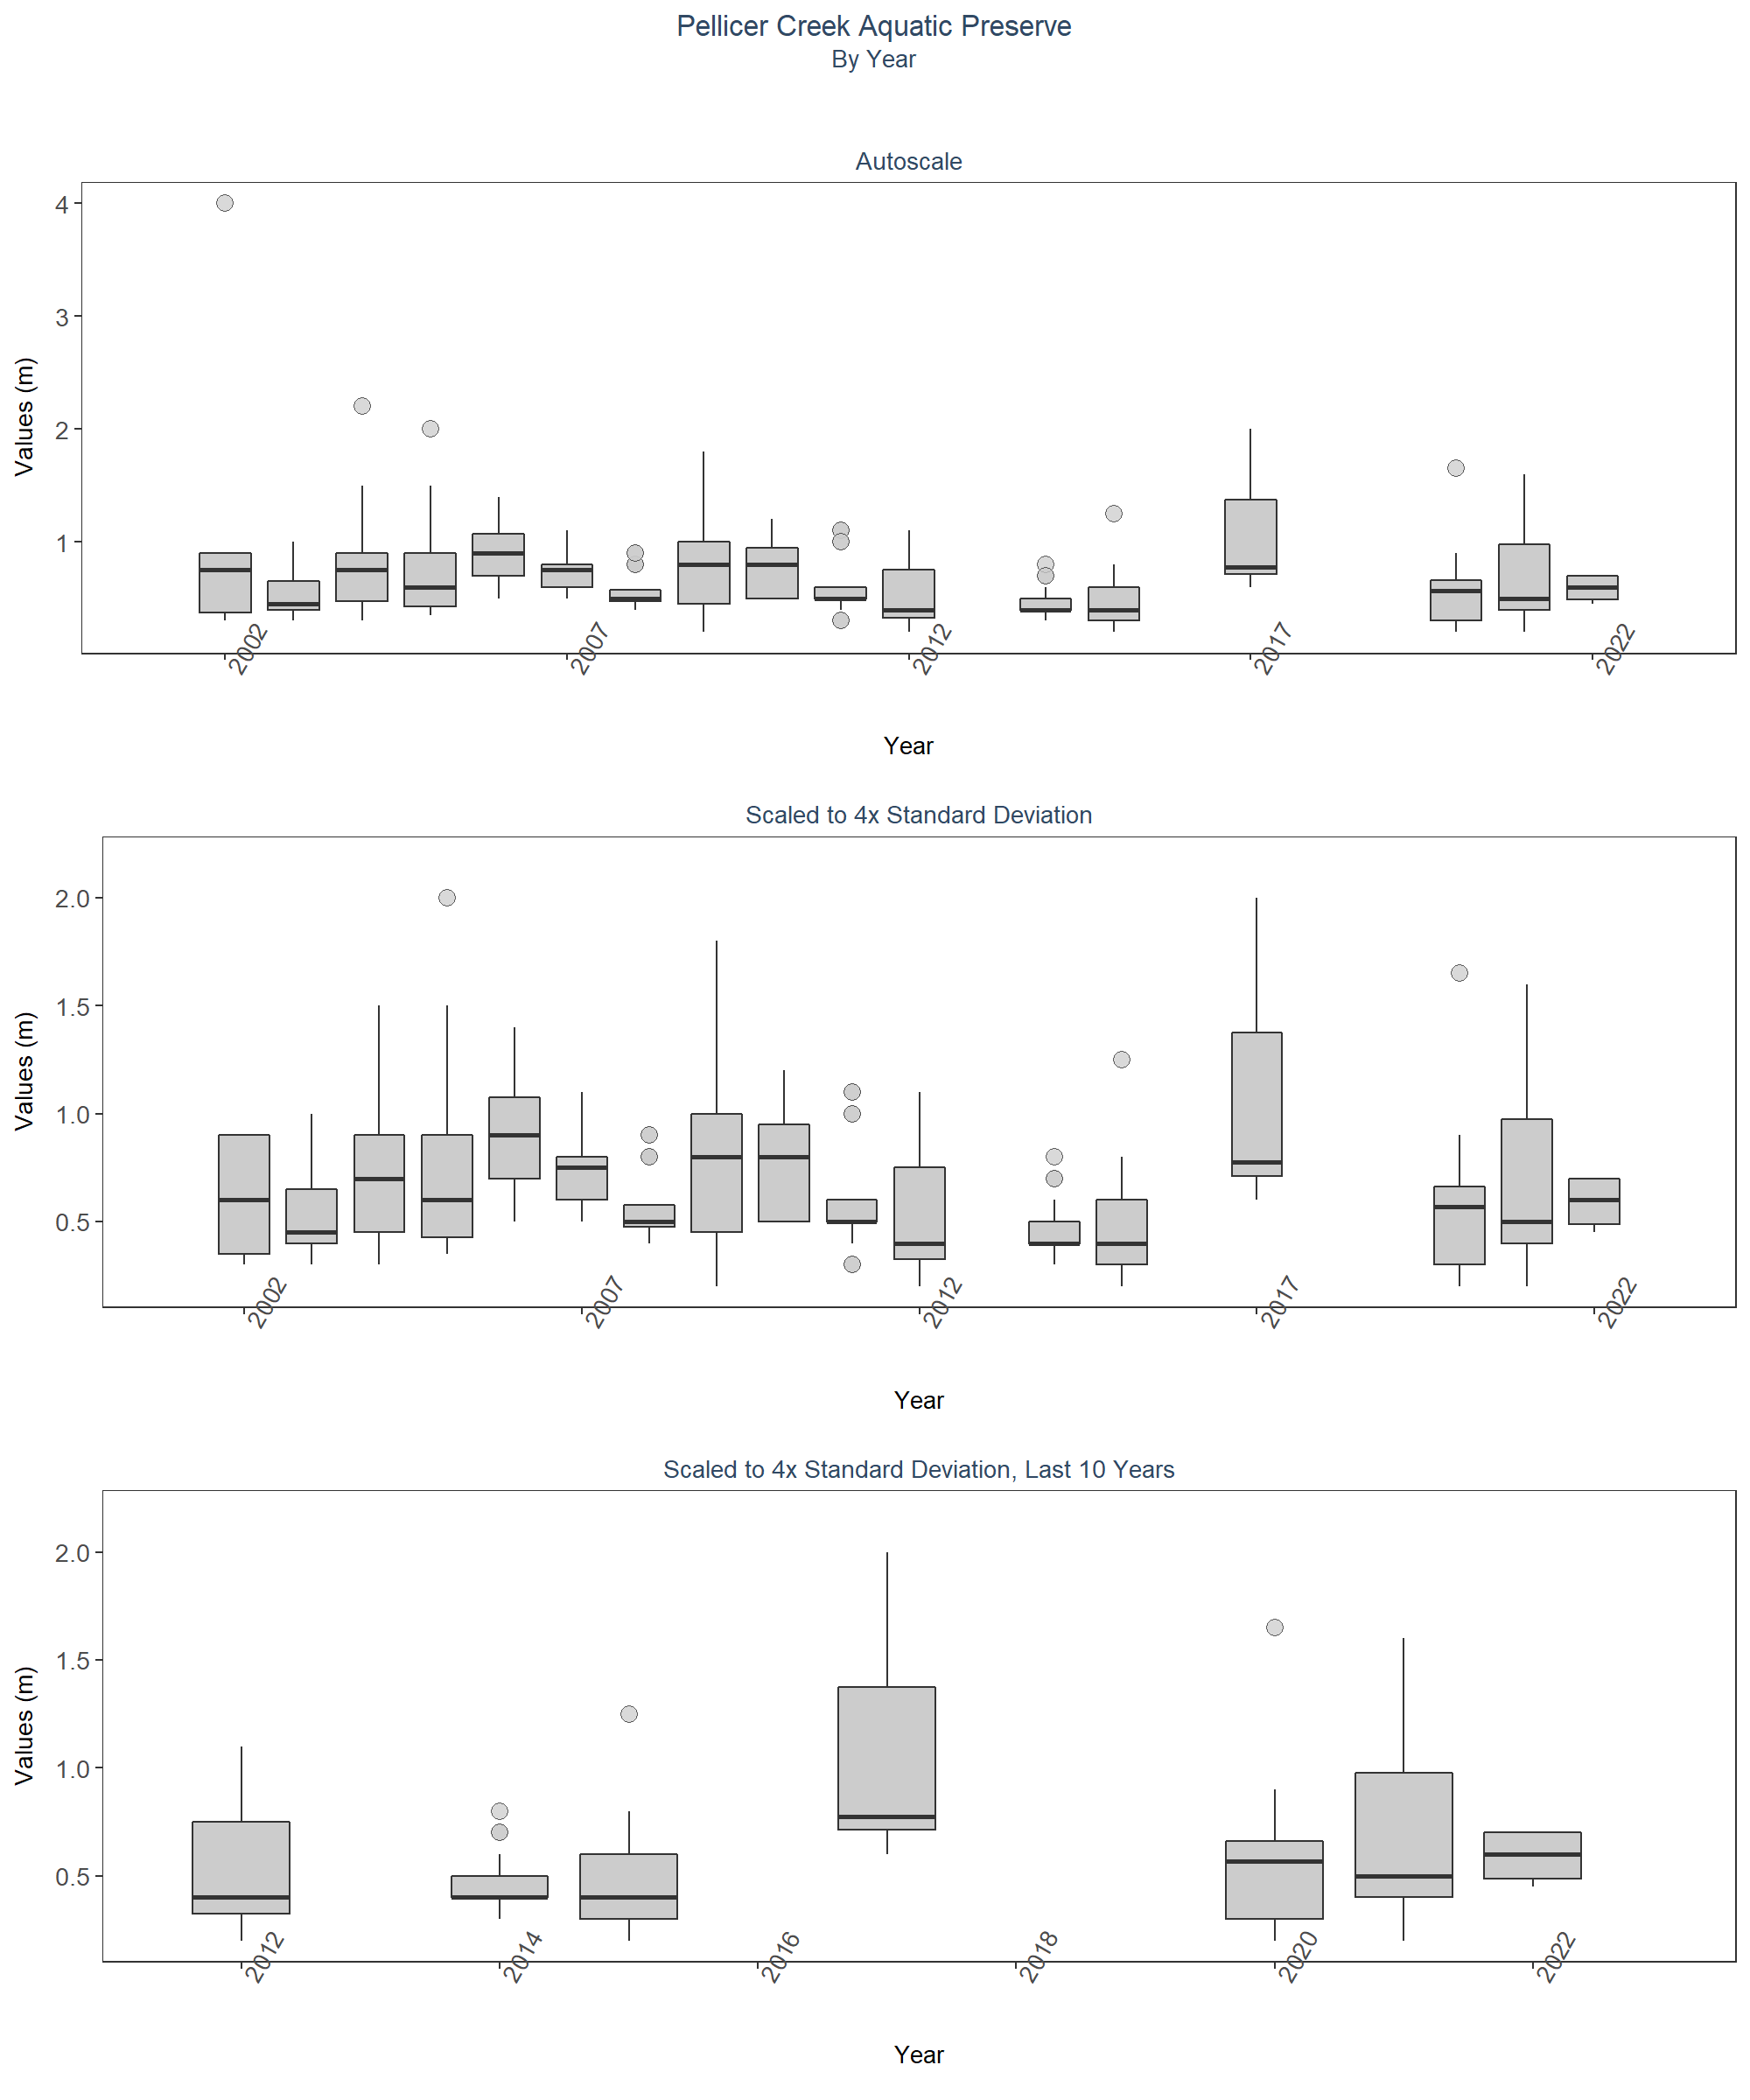 Pellicer Creek Aquatic Preserve
By Year
Autoscale
Values (m)
4
3
2
1
2002 2007 2012 2017 2022
Year
Scaled to 4x Standard Deviation
Values (m)
2.0
1.5
1.0
0.5
2002 2007 2012 2017 2022
Year
Scaled to 4x Standard Deviation, Last 10 Years
Values (m)
2.0
1.5
1.0
0.5
2012 2014 2016 2018 2020 2022
Year